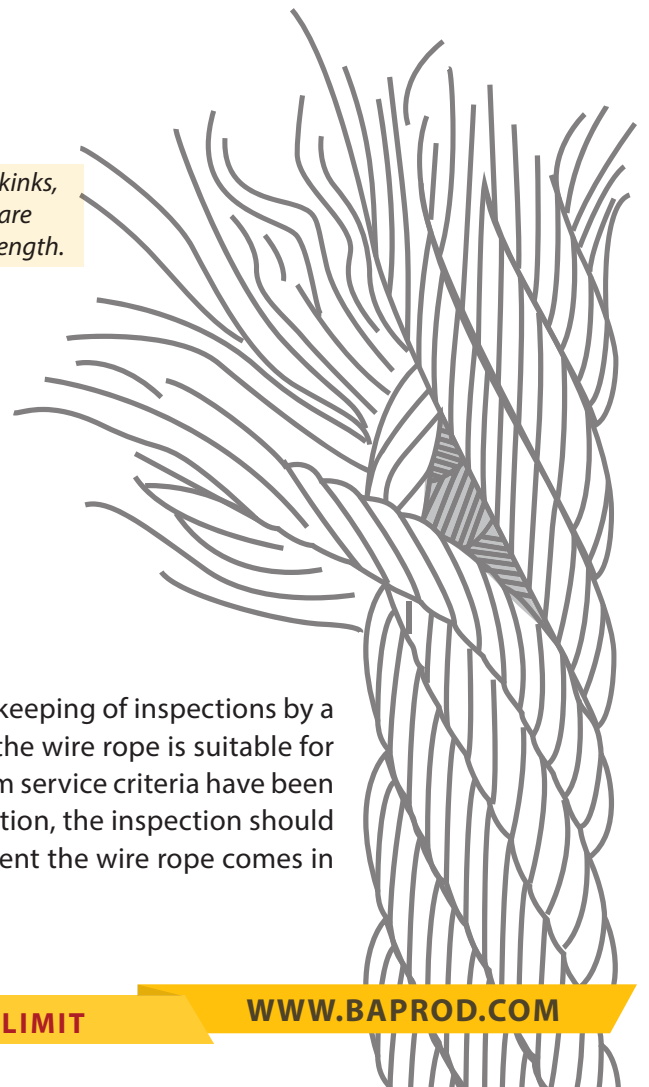 kinks,
are
ength.
keeping of inspections by a
the wire rope is suitable for
m service criteria have been
tion, the inspection should
ent the wire rope comes in
LIMIT
WWW.BAPROD.COM